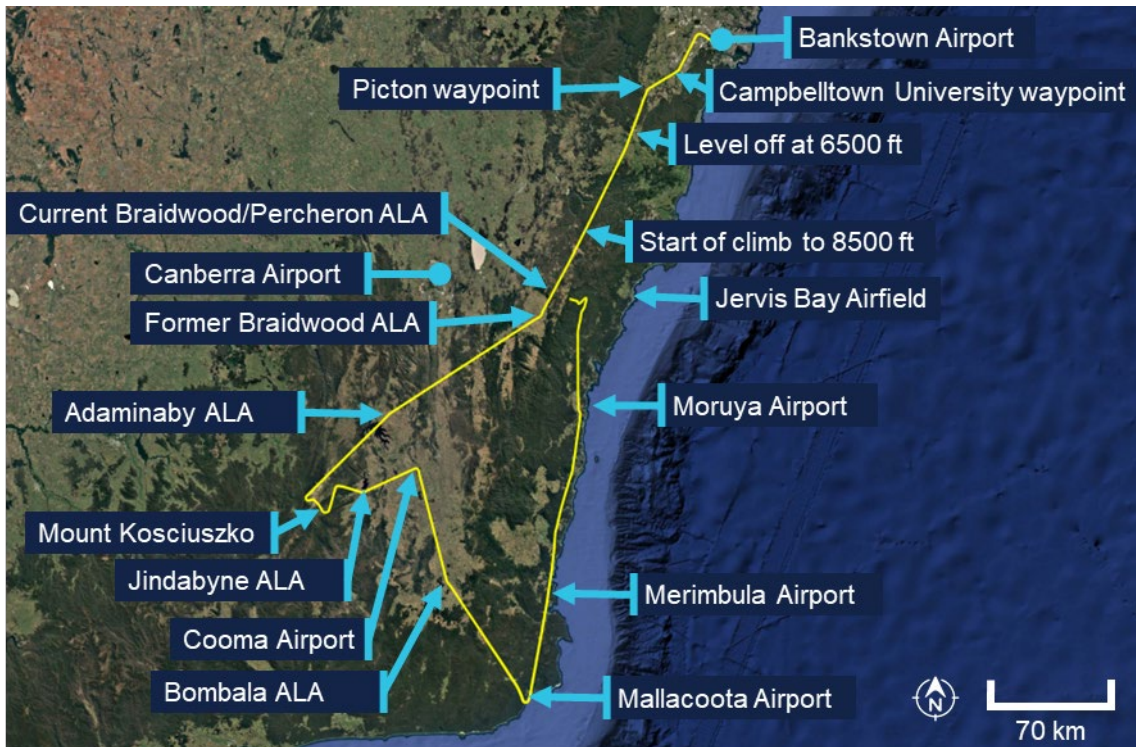 Bankstown Airport
Picton waypoint
Campbelltown University waypoint
Level off at 6500 ft
Current Braidwood/Percheron ALA
Start of climb to 8500 ft
Canberra Airport
Jervis Bay Airfield
Former Braidwood ALA
Adaminaby ALA
Moruya Airport
Mount Kosciuszko
Jindabyne ALA
Merimbula Airport
Cooma Airport
Bombala ALA
Mallacoota Airport
N
70 km